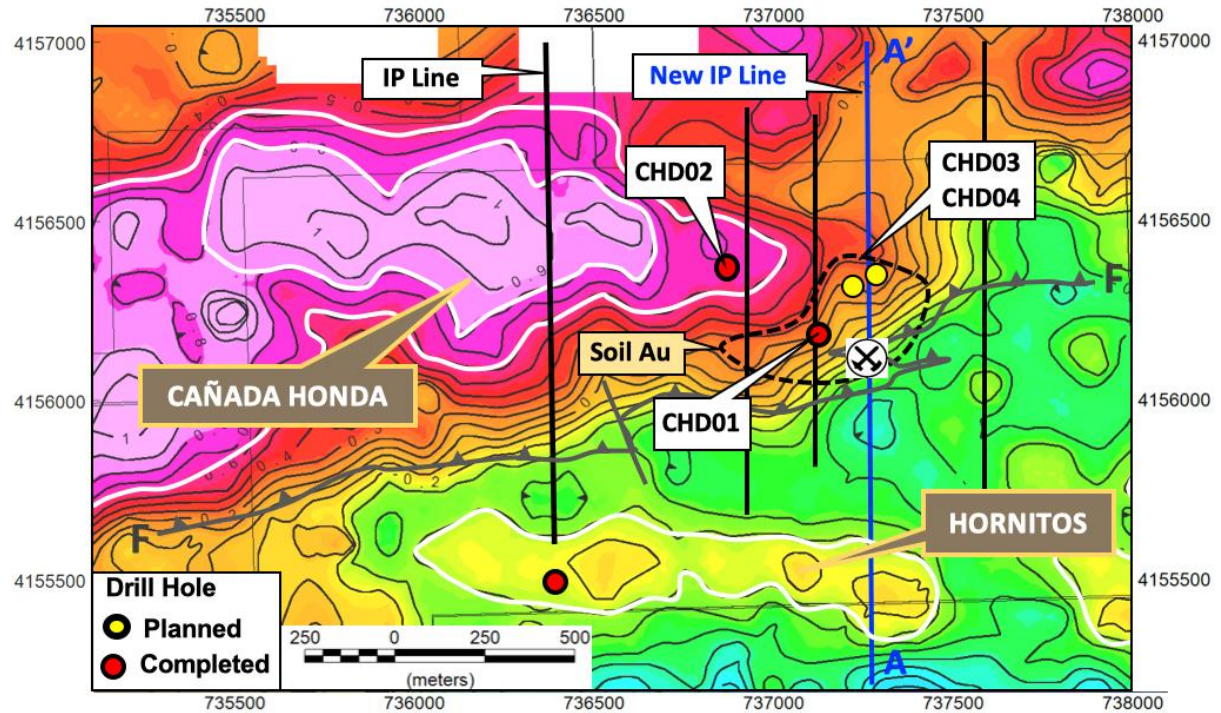 735500 736000 736500 737000 737500 738000
4157000 4157000
A’
IP Line
New IP Line
CHD03
CHD04
CHD02
4156500 4156500
F
Soil Au
CAÑADA HONDA
CHD01
4156000 4156000
HORNITOS
F
4155500 4155500
Drill Hole
Planned
Completed
250 0 250 500
(meters)
A
735500 736000 736500 737000 737500 738000